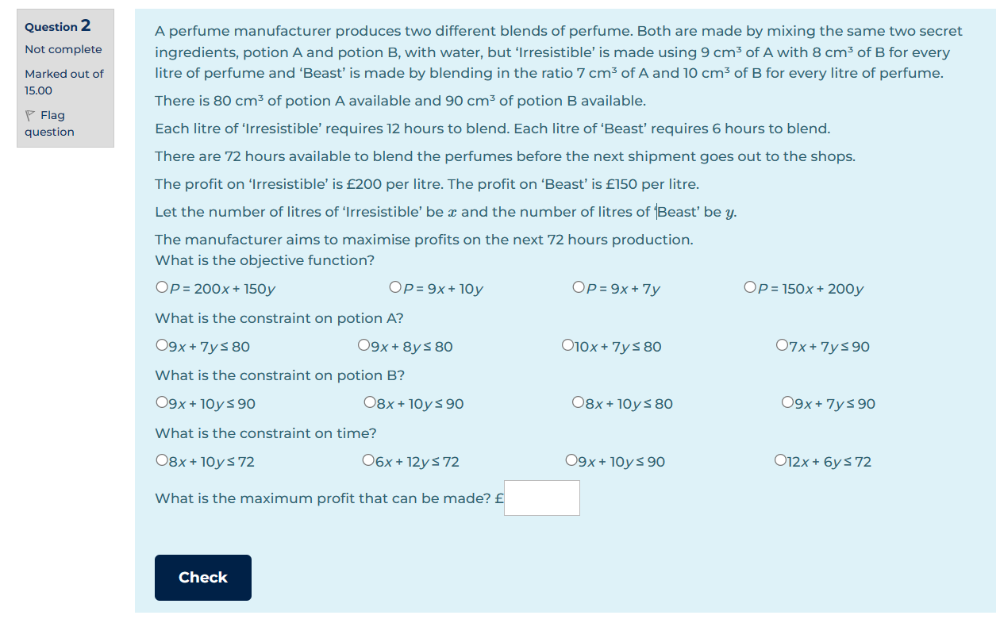 Question 2
Not complete
Marked out of
15.00
Flag
question
A perfume manufacturer produces two different blends of perfume. Both are made by mixing the same two secret
ingredients, potion A and potion B, with water, but ‘Irresistible’ is made using 9 cm³ of A with 8 cm³ of B for every
litre of perfume and ‘Beast’ is made by blending in the ratio 7 cm³ of A and 10 cm³ of B for every litre of perfume.
There is 80 cm³ of potion A available and 90 cm³ of potion B available.
Each litre of ‘Irresistible’ requires 12 hours to blend. Each litre of ‘Beast’ requires 6 hours to blend.
There are 72 hours available to blend the perfumes before the next shipment goes out to the shops.
The profit on ‘Irresistible’ is £200 per litre. The profit on ‘Beast’ is £150 per litre.
Let the number of litres of ‘Irresistible’ be x and the number of litres of ‘Beast’ be y.
The manufacturer aims to maximise profits on the next 72 hours production.
What is the objective function?
P = 200x + 150y P = 9x + 10y P = 9x + 7y P = 150x + 200y
What is the constraint on potion A?
9x + 7y ≤ 80 9x + 8y ≤ 80 10x + 7y ≤ 80 7x + 7y ≤ 90
What is the constraint on potion B?
9x + 10y ≤ 90 8x + 10y ≤ 90 8x + 10y ≤ 80 9x + 7y ≤ 90
What is the constraint on time?
8x + 10y ≤ 72 6x + 12y ≤ 72 9x + 10y ≤ 90 12x + 6y ≤ 72
What is the maximum profit that can be made? £
Check